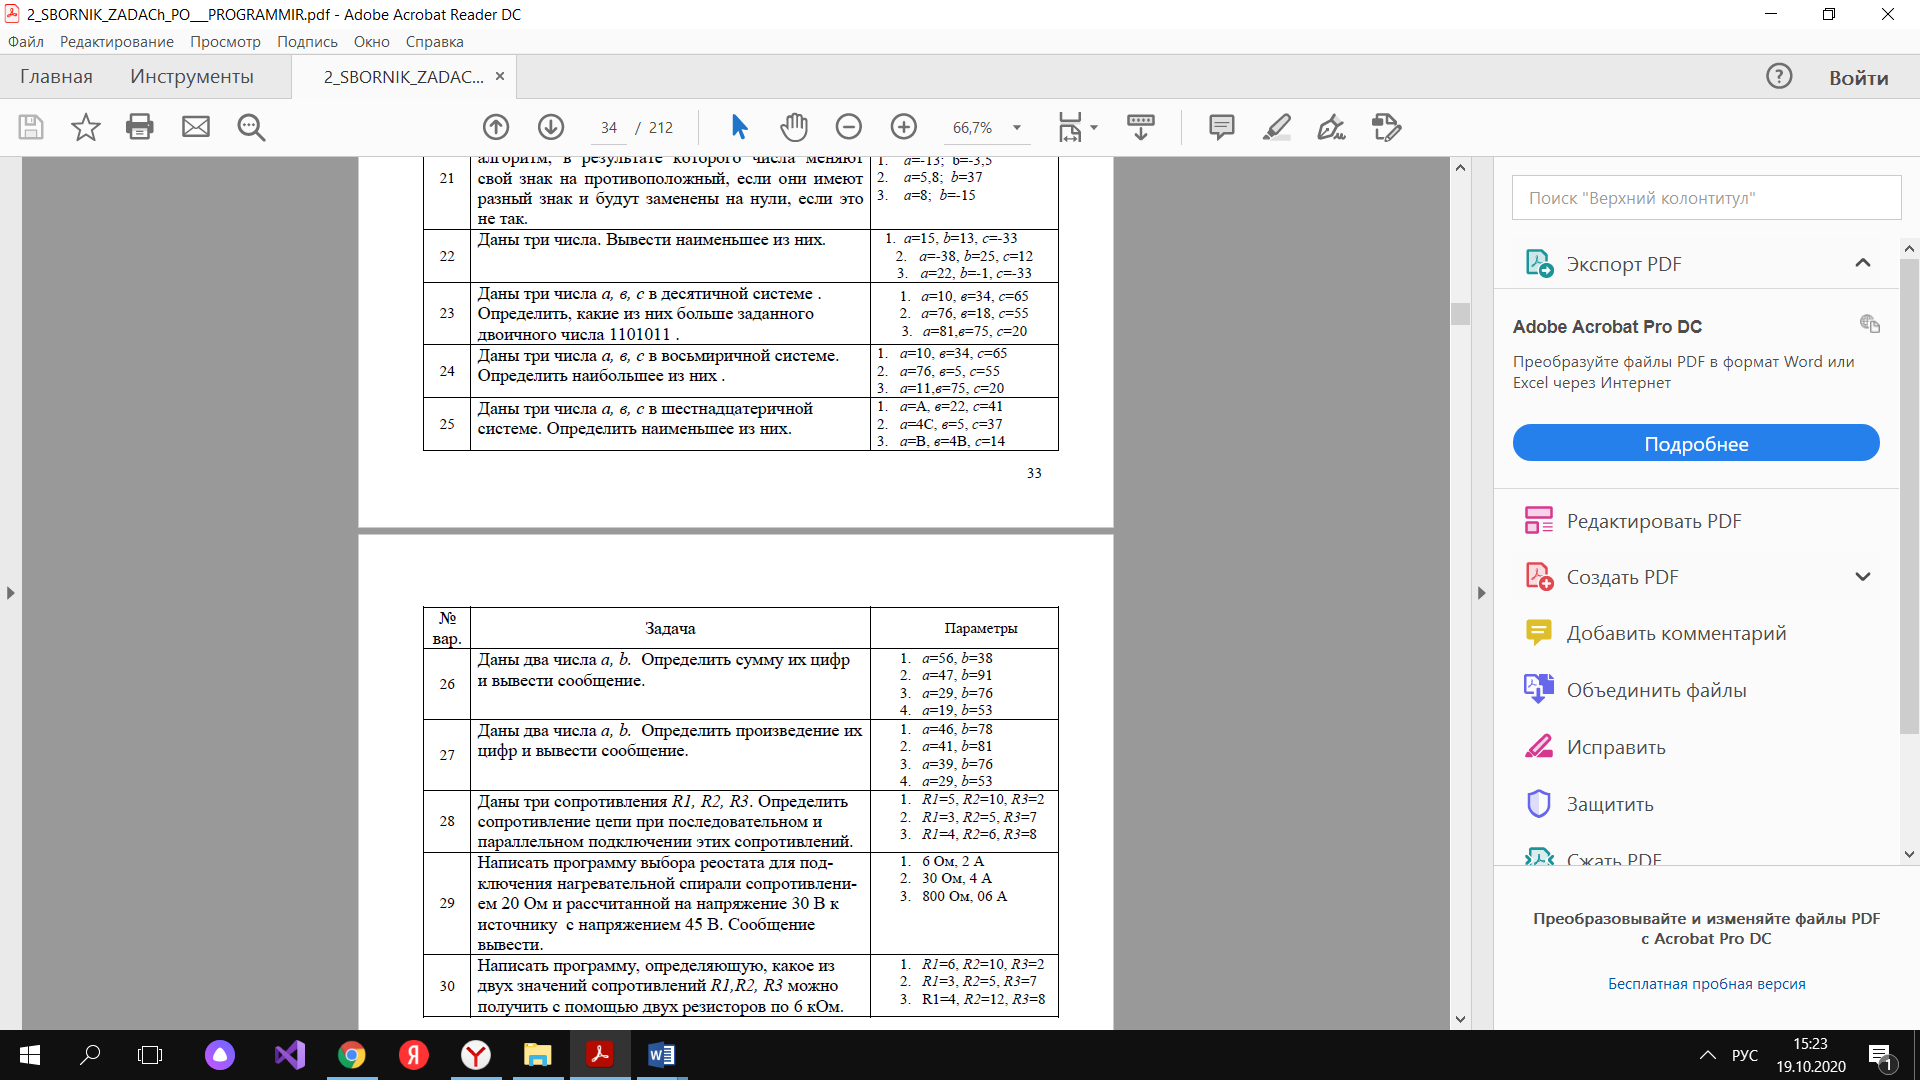 2_SBORNIK_ZADACh_PO___PROGRAMMIR.pdf - Adobe Acrobat Reader DC
Файл Редактирование Просмотр Подпись Окно Справка
Главная Инструменты 2_SBORNIK_ZADAC... × ? Войти
34 / 212 66,7%
алгоритм, в результате которого числа меняют
свой знак на противоположный, если они имеют
разный знак и будут заменены на нули, если это
не так.
21
1. a=-13; b=-3,5
2. a=5,8; b=37
3. a=8; b=-15
22
Даны три числа. Вывести наименьшее из них.
1. a=15, b=13, c=-33
2. a=-38, b=25, c=12
3. a=22, b=-1, c=-33
23
Даны три числа а, в, с в десятичной системе .
Определить, какие из них больше заданного
двоичного числа 1101011 .
1. а=10, в=34, с=65
2. а=76, в=18, с=55
3. а=81,в=75, с=20
24
Даны три числа а, в, с в восьмиричной системе.
Определить наибольшее из них .
1. а=10, в=34, с=65
2. а=76, в=5, с=55
3. а=11,в=75, с=20
25
Даны три числа а, в, с в шестнадцатеричной
системе. Определить наименьшее из них.
1. а=А, в=22, с=41
2. а=4С, в=5, с=37
3. а=В, в=4В, с=14
33
№
вар.
Задача
Параметры
26
Даны два числа a, b. Определить сумму их цифр
и вывести сообщение.
1. a=56, b=38
2. a=47, b=91
3. a=29, b=76
4. a=19, b=53
27
Даны два числа a, b. Определить произведение их
цифр и вывести сообщение.
1. a=46, b=78
2. a=41, b=81
3. a=39, b=76
4. a=29, b=53
28
Даны три сопротивления R1, R2, R3. Определить
сопротивление цепи при последовательном и
параллельном подключении этих сопротивлений.
1. R1=5, R2=10, R3=2
2. R1=3, R2=5, R3=7
3. R1=4, R2=6, R3=8
29
Написать программу выбора реостата для под-
ключения нагревательной спирали сопротивлени-
ем 20 Ом и рассчитанной на напряжение 30 В к
источнику с напряжением 45 В. Сообщение
вывести.
1. 6 Ом, 2 А
2. 30 Ом, 4 А
3. 800 Ом, 06 А
30
Написать программу, определяющую, какое из
двух значений сопротивлений R1,R2, R3 можно
получить с помощью двух резисторов по 6 кОм.
1. R1=6, R2=10, R3=2
2. R1=3, R2=5, R3=7
3. R1=4, R2=12, R3=8
Поиск "Верхний колонтитул"
Экспорт PDF
Adobe Acrobat Pro DC
Преобразуйте файлы PDF в формат Word или
Excel через Интернет
Подробнее
Редактировать PDF
Создать PDF
Добавить комментарий
Объединить файлы
Исправить
Защитить
Сжать PDF
Преобразовывайте и изменяйте файлы PDF
с Acrobat Pro DC
Бесплатная пробная версия
РУС
15:23
19.10.2020
1